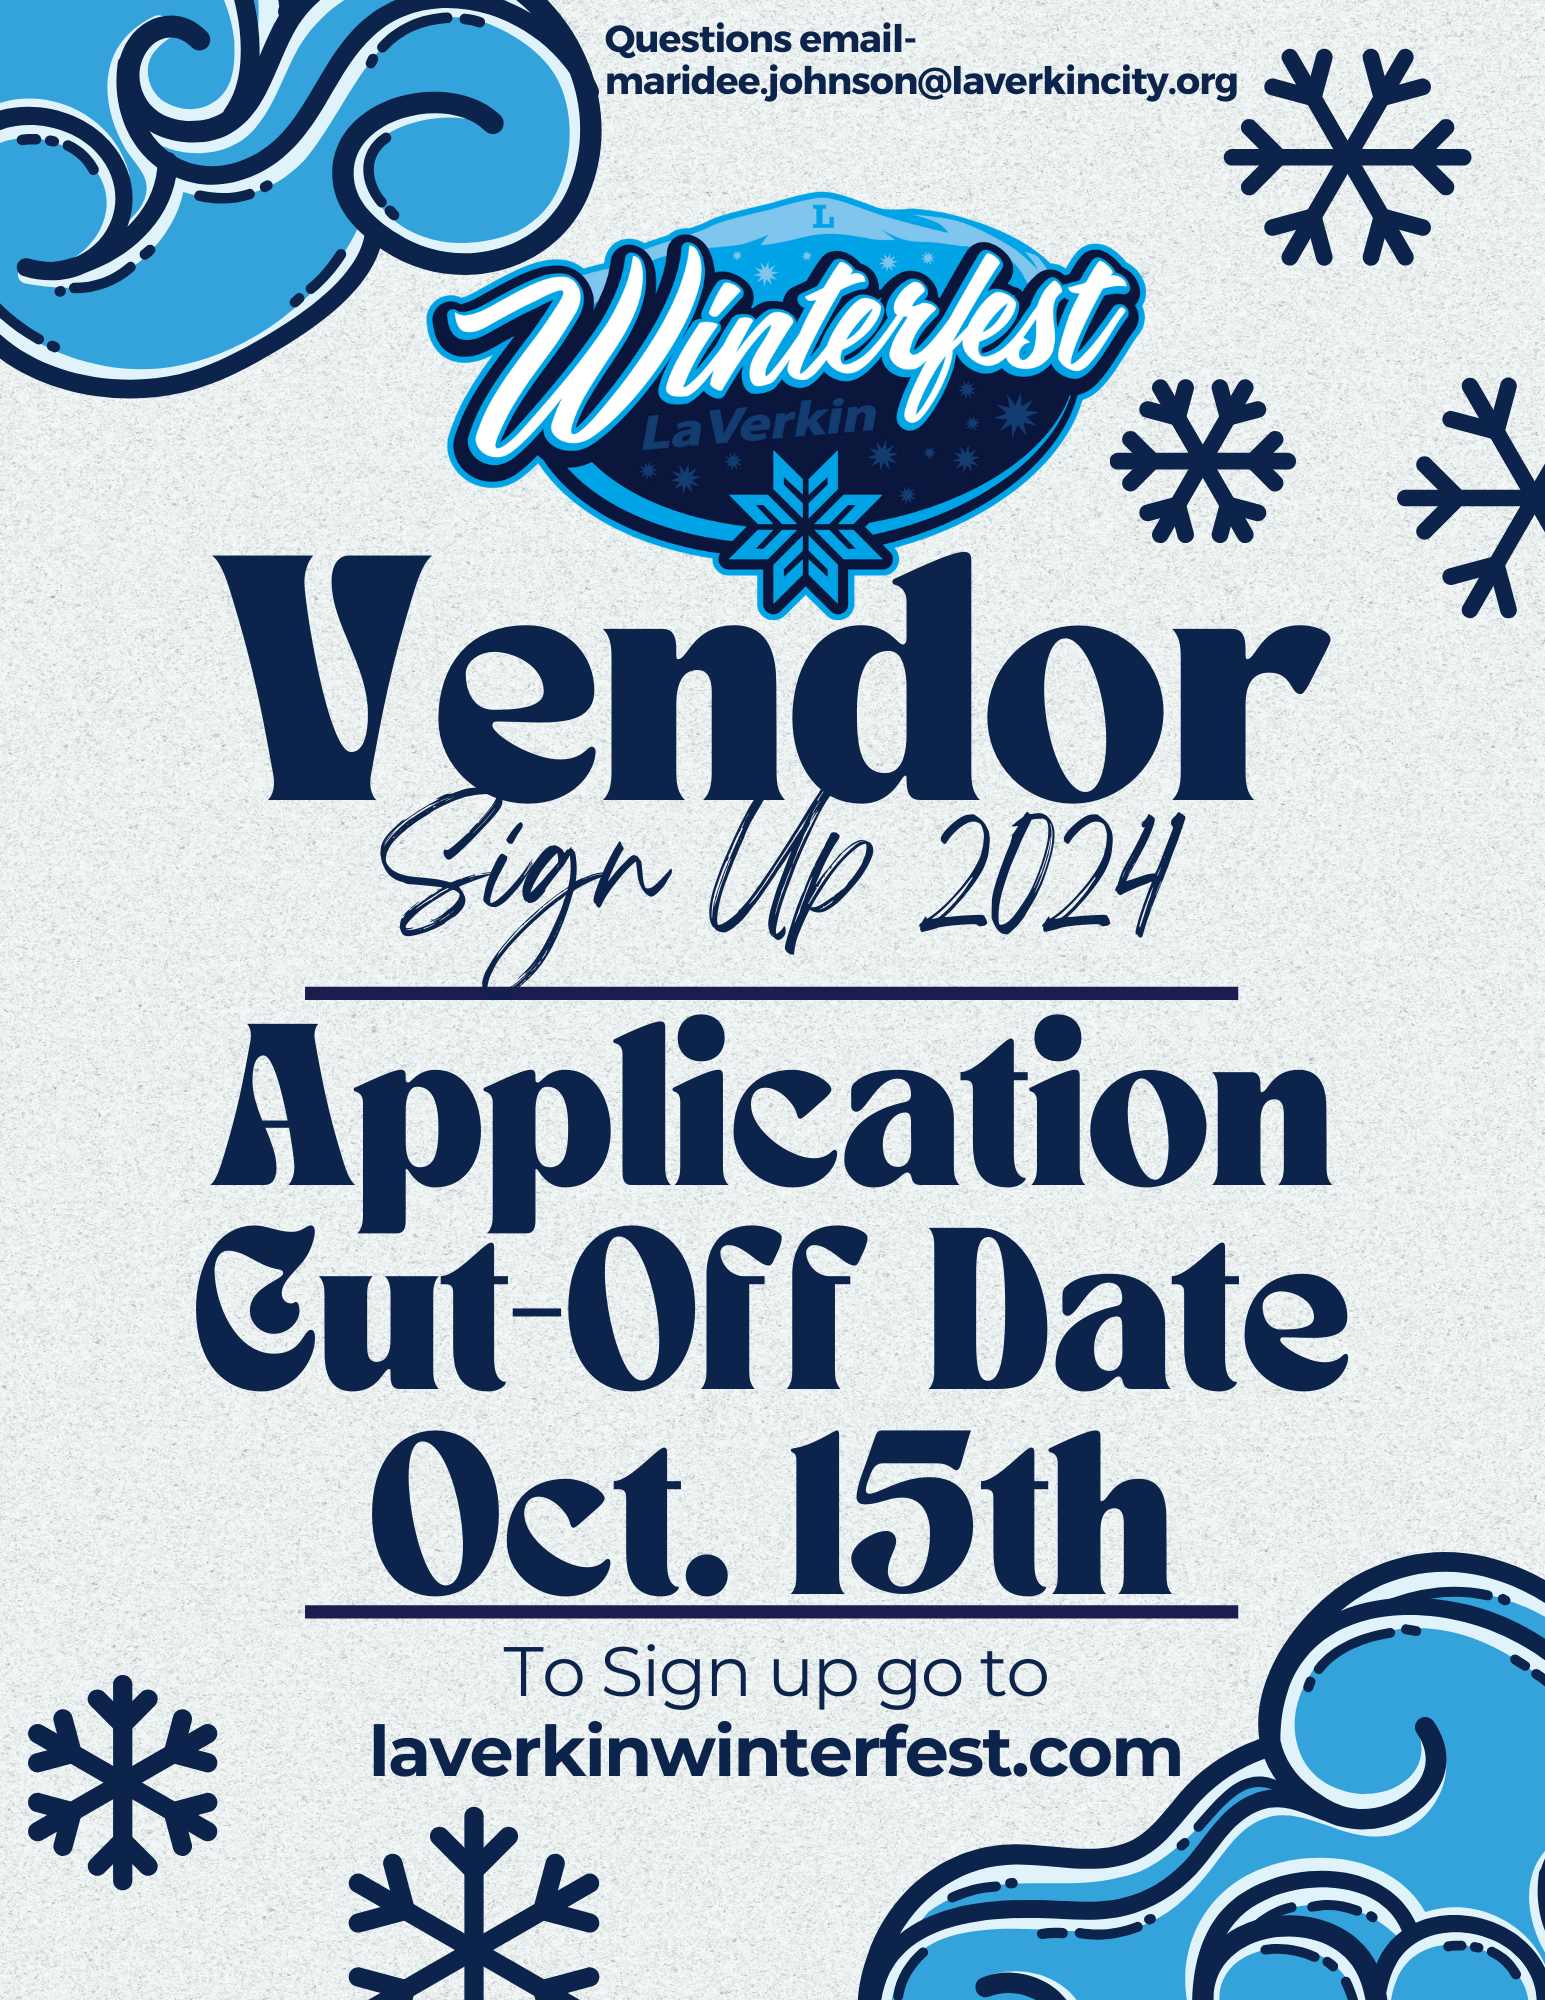 Questions email-
maridee.johnson@laverkincity.org
L
Winterfest
LaVerkin
Vendor
Sign Up 2024
Application
Cut-Off Date
Oct. 15th
To Sign up go to
laverkinwinterfest.com